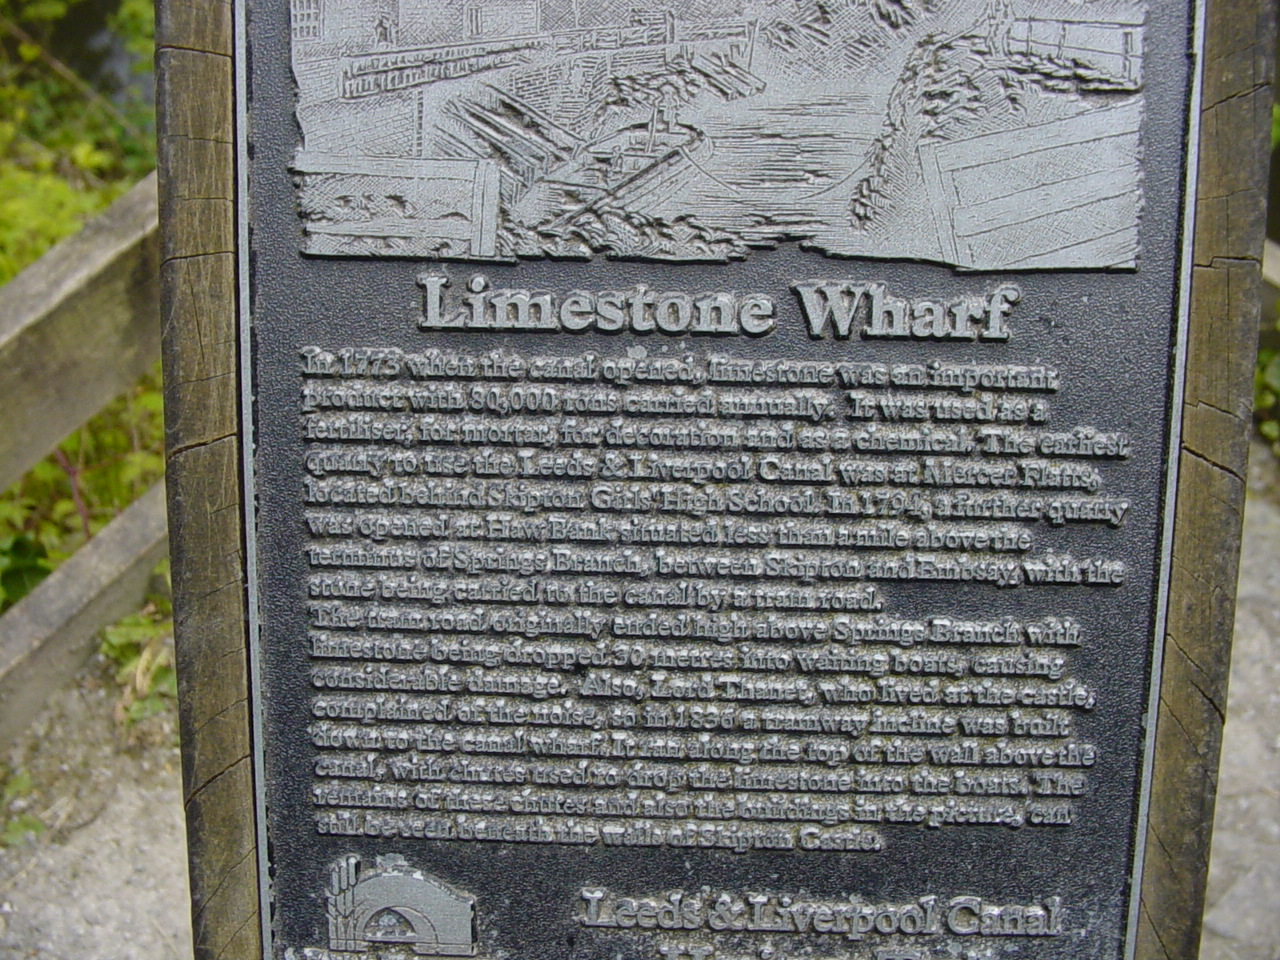 Limestone Wharf
In 1773 when the canal opened, limestone was an important
product with 80,000 tons carried annually. It was used as a
fertiliser, for mortar, for decoration and as a chemical. The earliest
quarry to use the Leeds & Liverpool Canal was at Mercer Flatts,
located behind Skipton Girls' High School. In 1794, a further quarry
was opened at Haw Bank, situated less than a mile above the
terminus of Springs Branch, between Skipton and Embsay, with the
stone being carried to the canal by a tram road.
The tram road originally ended high above Springs Branch, with
limestone being dropped 30 meters into waiting boats, causing
considerable damage. Also, Lord Thanet, who lived at the castle,
complained of the noise, so in 1836 a tramway incline was built
down to the canal wharf. It ran along the top of the wall above the
canal, with chutes used to drop the limestone into the boats. The
remains of these chutes and also the buildings in the picture, can
still be seen beneath the walls of Skipton Castle.
Leeds & Liverpool Canal